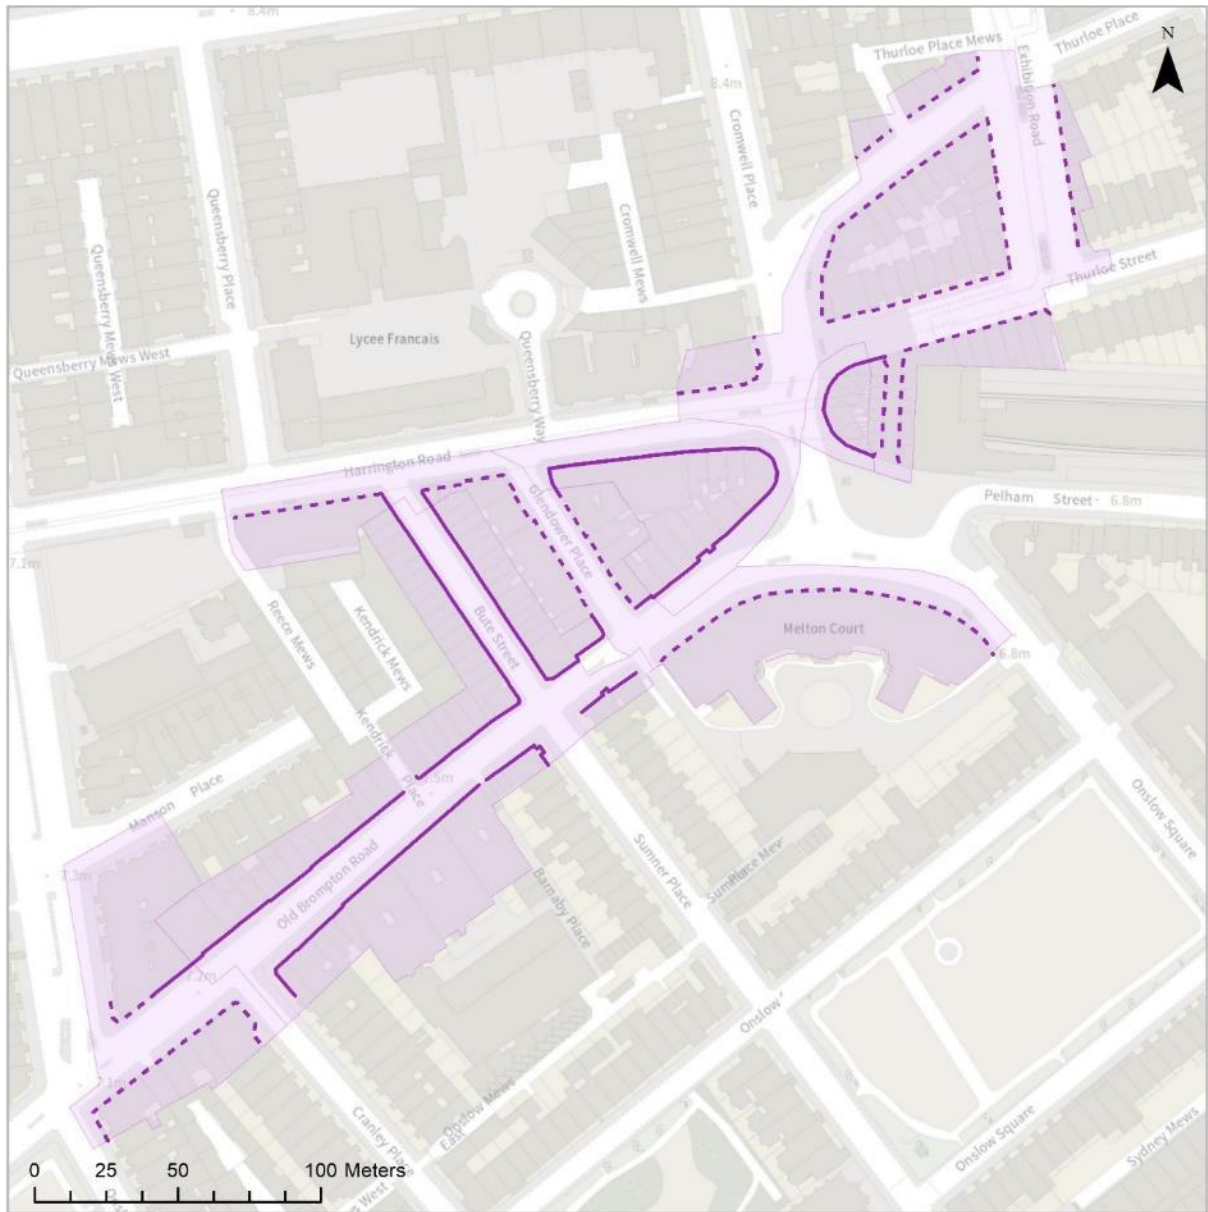 8.4m
Thurloe Place
Thurloe Place Mews
N
Exhibition Road
8.4m
Cromwell Place
Queensberry Place
Cromwell Mews
Queensberry Mews West
Thurloe Street
Lycee Francais
Queensberry Mews West
Queensberry Way
Harrington Road
Glendower Place
Pelham Street
6.8m
7.1m
Reece Mews
Kendrick Mews
Bute Street
Melton Court
6.8m
Kendrick Place
7.5m
Manson Place
Onslow Square
Sumner Place
Old Brompton Road
Barnaby Place
7.2m
Onslow
Onslow Mews East
Cranley Place
Onslow Square
Sydney Mews
0 25 50 100 Meters